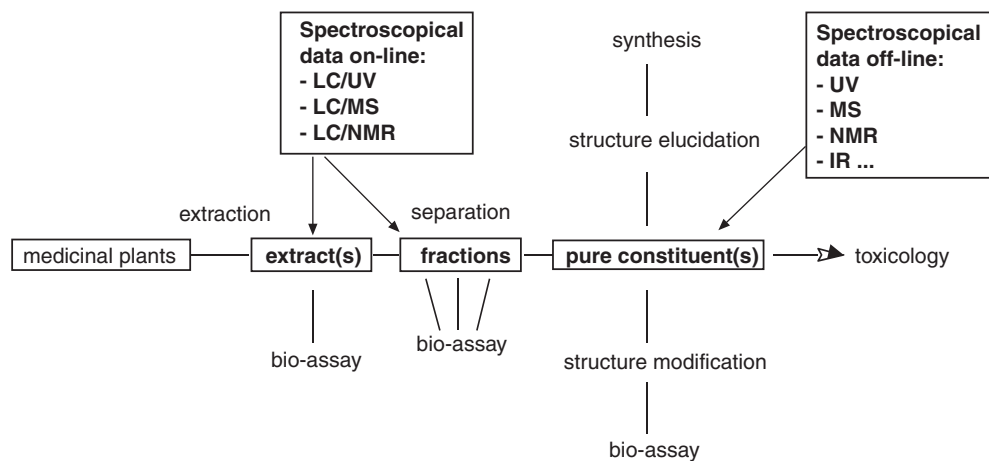 Spectroscopical
data on-line:
- LC/UV
- LC/MS
- LC/NMR
synthesis
structure elucidation
Spectroscopical
data off-line:
- UV
- MS
- NMR
- IR ...
extraction
separation
medicinal plants
extract(s)
fractions
pure constituent(s)
toxicology
bio-assay
bio-assay
structure modification
bio-assay